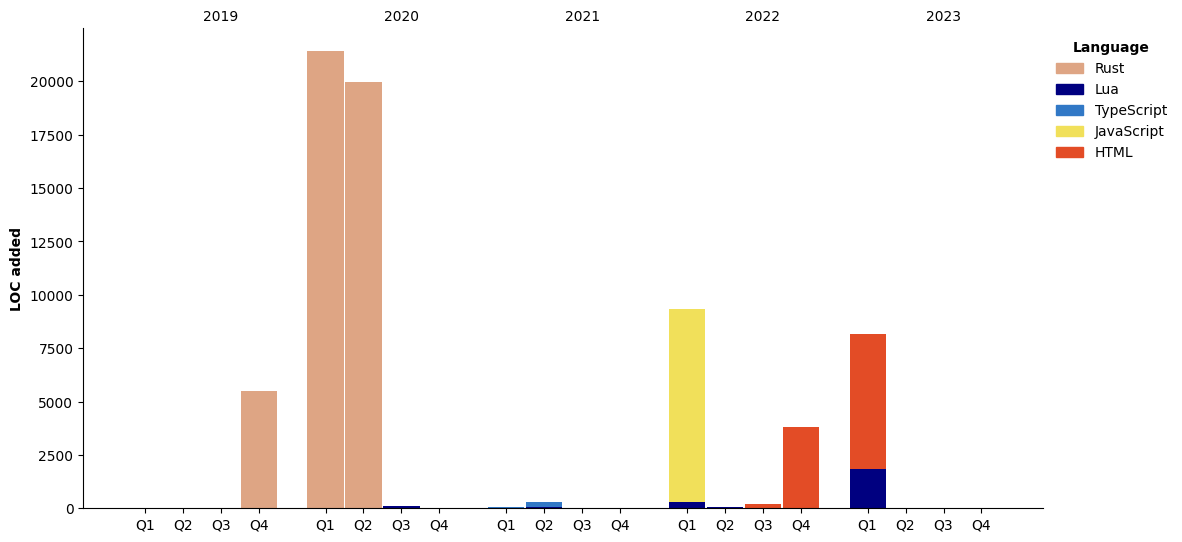 2019 2020 2021 2022 2023
Language
Rust
Lua
TypeScript
JavaScript
HTML
LOC added
20000
17500
15000
12500
10000
7500
5000
2500
0
Q1 Q2 Q3 Q4 Q1 Q2 Q3 Q4 Q1 Q2 Q3 Q4 Q1 Q2 Q3 Q4 Q1 Q2 Q3 Q4